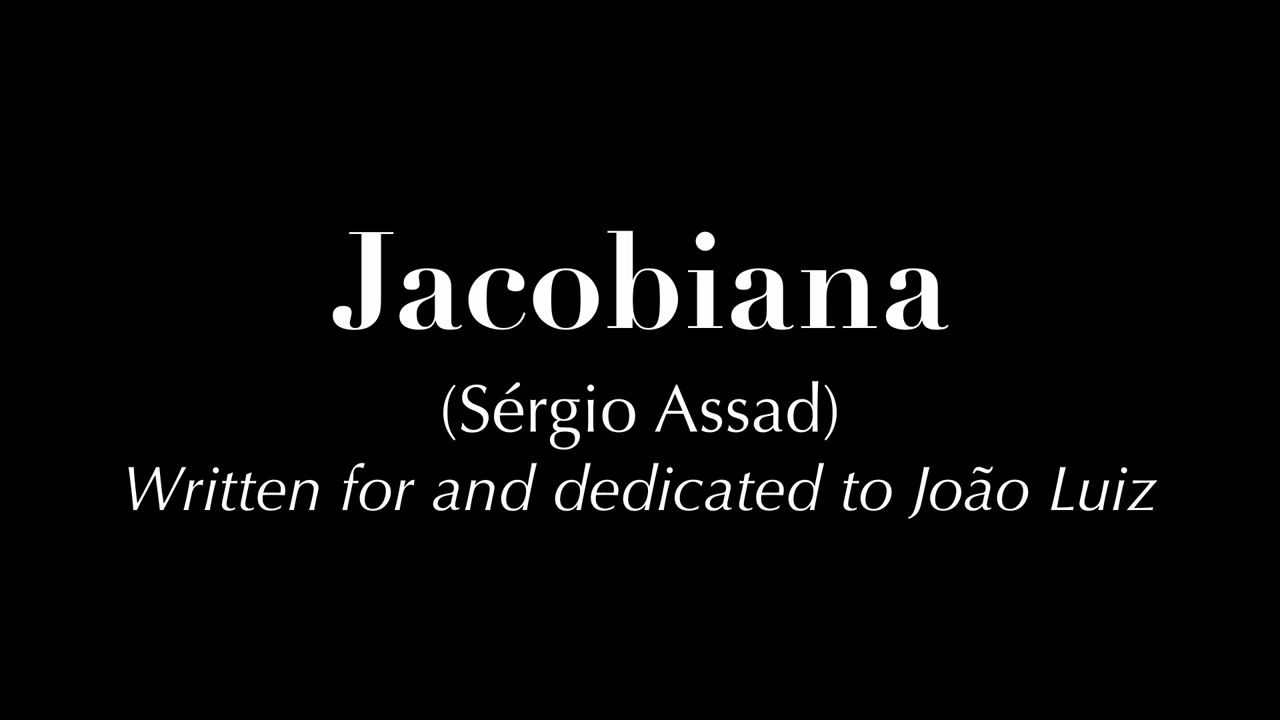 Jacobiana
(Sérgio Assad)
Written for and dedicated to João Luiz